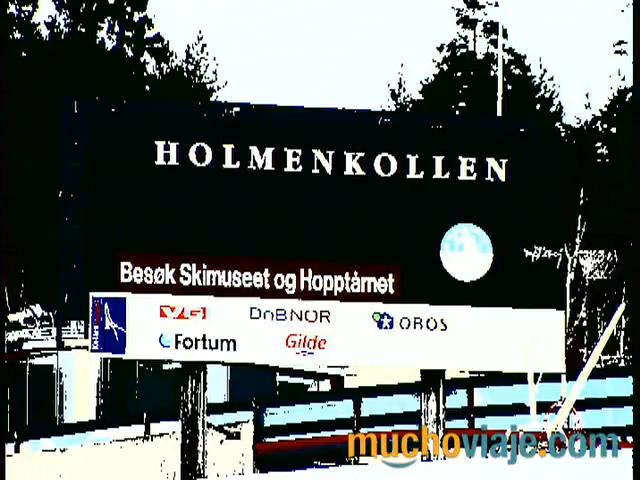 HOLMENKOLLEN
Besøk Skimuseet og Hopptårnet
DnBNOR
OBOS
Fortum
Gilde
muchoviaje.com